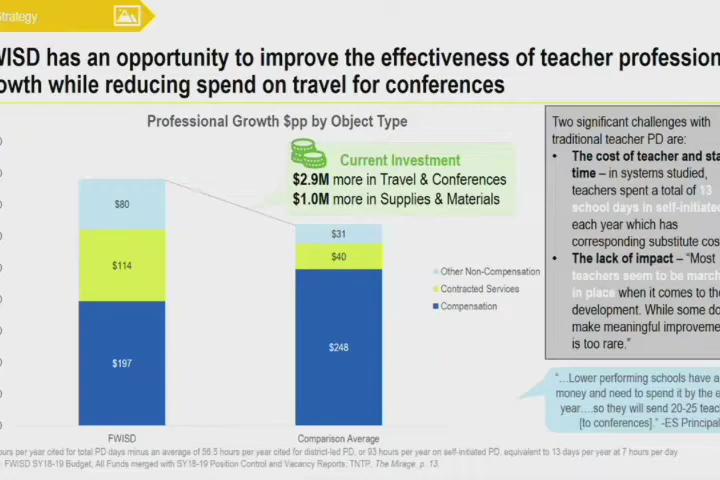 Strategy
WISD has an opportunity to improve the effectiveness of teacher profession
owth while reducing spend on travel for conferences
Professional Growth $pp by Object Type
Current Investment
$2.9M more in Travel & Conferences
$1.0M more in Supplies & Materials
$80
$114
$197
$31
$40
$248
Other Non-Compensation
Contracted Services
Compensation
FWISD
Comparison Average
Two significant challenges with
traditional teacher PD are:
• The cost of teacher and sta
time – in systems studied,
teachers spent a total of 13
school days in self-initiated
each year which has
corresponding substitute cos
• The lack of impact – “Most
teachers seem to be march
in place when it comes to the
development. While some do
make meaningful improveme
is too rare.”
“…Lower performing schools have a
money and need to spend it by the e
year….so they will send 20-25 teac
[to conferences].” -ES Principal
ours per year cited for total PD days minus an average of 56.5 hours per year cited for district-led PD, or 93 hours per year on self-initiated PD, equivalent to 13 days per year at 7 hours per day
FWISD SY18-19 Budget, All Funds merged with SY18-19 Position Control and Vacancy Reports; TNTP, The Mirage, p. 13.